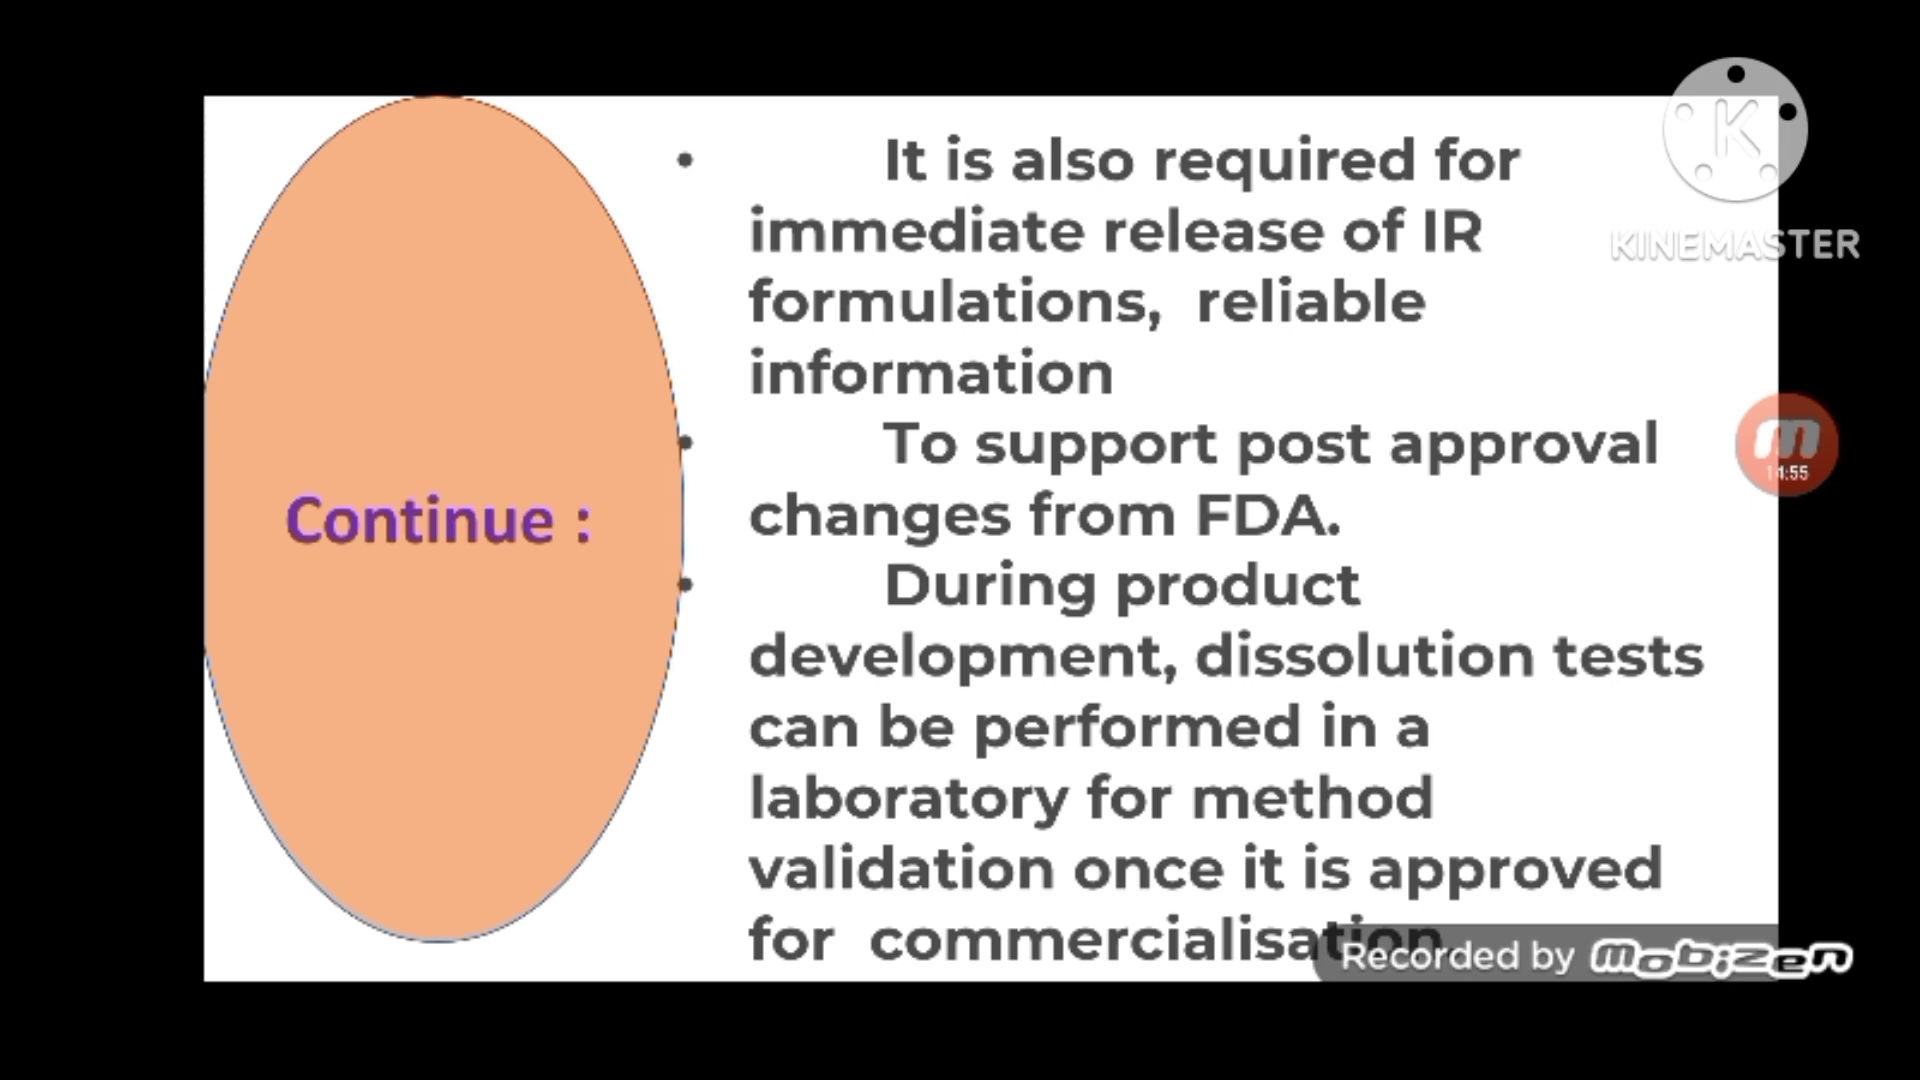 K
KINEMASTER
• It is also required for
immediate release of IR
formulations, reliable
information
• To support post approval
changes from FDA.
• During product
development, dissolution tests
can be performed in a
laboratory for method
validation once it is approved
for commercialisation.
Continue :
m
14:55
Recorded by mobizen